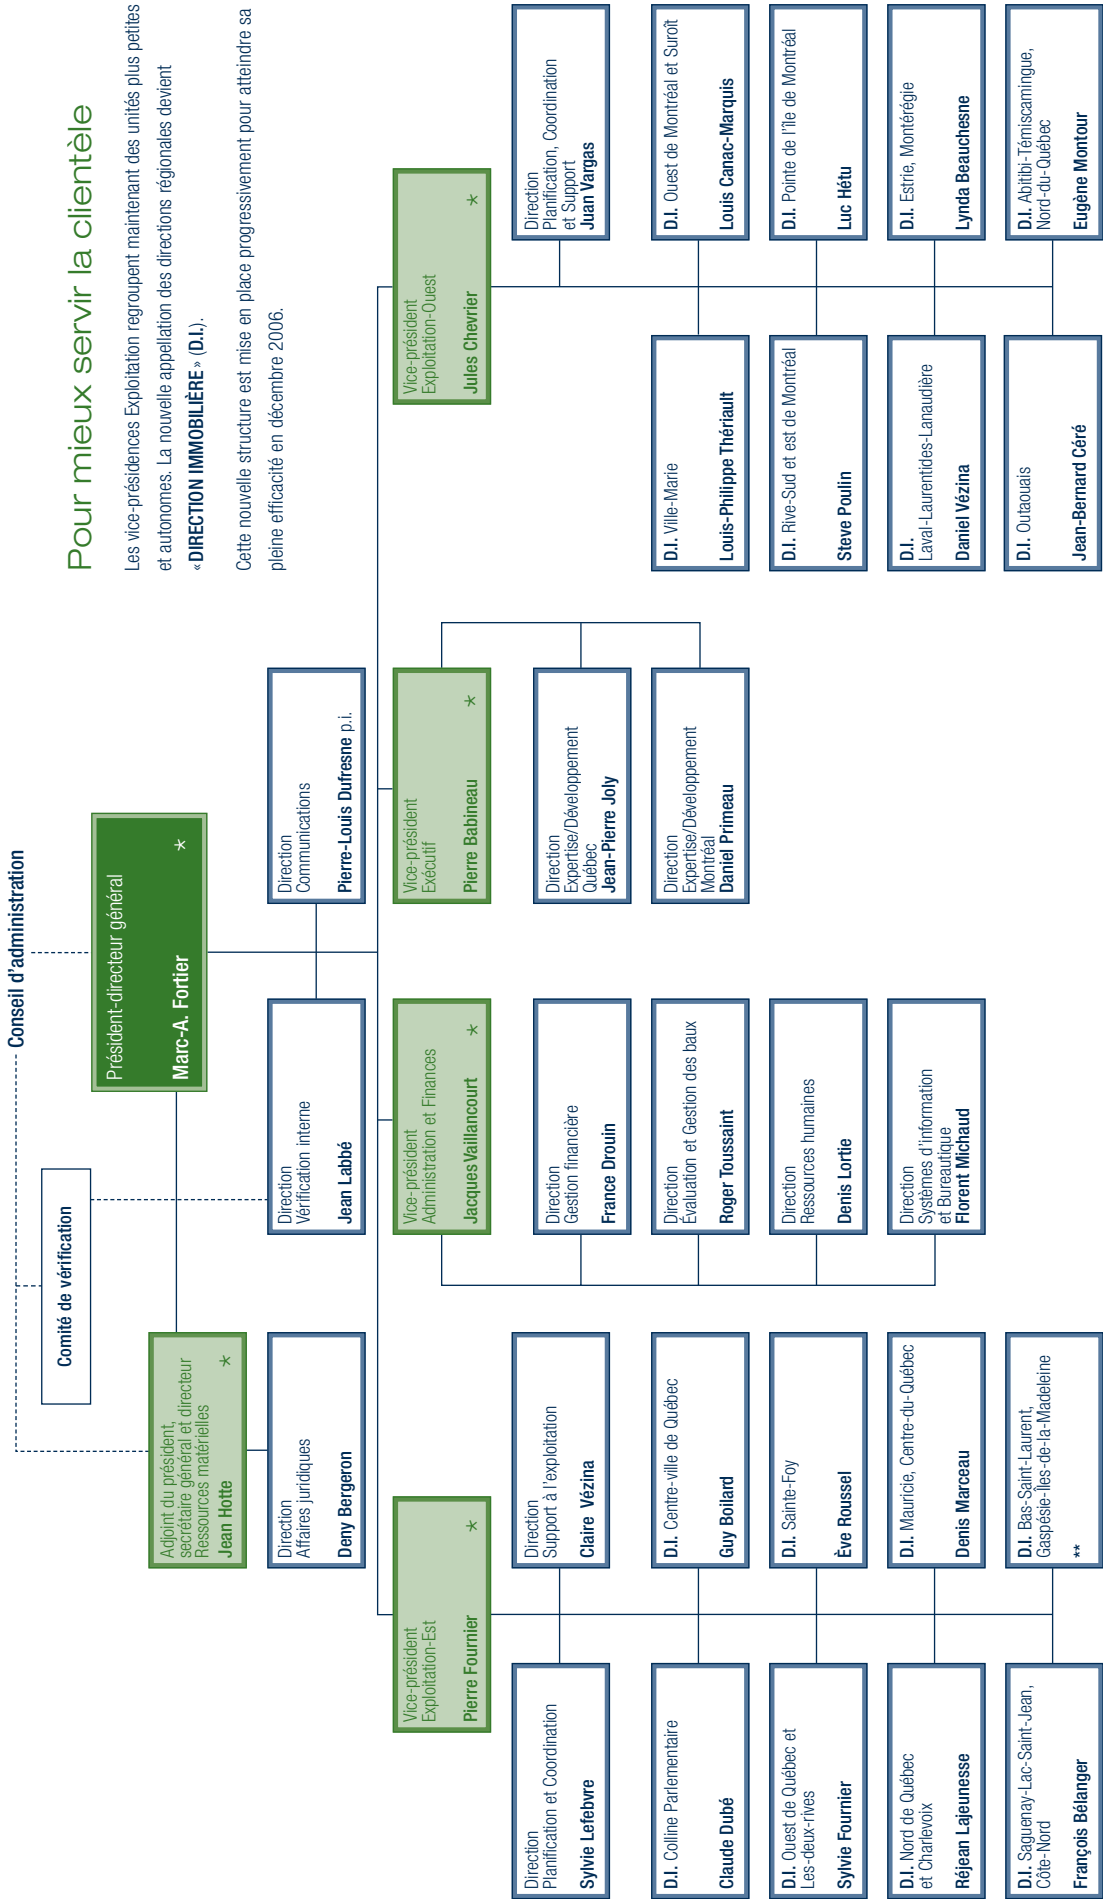 Pour mieux servir la clientèle
Les vice-présidences Exploitation regroupent maintenant des unités plus petites
et autonomes. La nouvelle appellation des directions régionales devient
« DIRECTION IMMOBILIÈRE » (D.I.).
Cette nouvelle structure est mise en place progressivement pour atteindre sa
pleine efficacité en décembre 2006.
Conseil d'administration
Comité de vérification
Président-directeur général
Marc-A. Fortier
*
Adjoint du président,
secrétaire général et directeur
Ressources matérielles
Jean Hotte
*
Direction
Affaires juridiques
Deny Bergeron
Direction
Vérification interne
Jean Labbé
Direction
Communications
Pierre-Louis Dufresne p.i.
Vice-président
Exploitation-Est
Pierre Fournier
*
Vice-président
Administration et Finances
Jacques Vaillancourt
*
Vice-président
Exécutif
Pierre Babineau
*
Vice-président
Exploitation-Ouest
Jules Chevrier
*
Direction
Planification et Coordination
Sylvie Lefebvre
Direction
Support à l'exploitation
Claire Vézina
D.I. Colline Parlementaire
Claude Dubé
D.I. Centre-ville de Québec
Guy Boilard
D.I. Ouest de Québec et
Les-deux-rives
Sylvie Fournier
D.I. Sainte-Foy
Ève Roussel
D.I. Nord de Québec
et Charlevoix
Réjean Lajeunesse
D.I. Mauricie, Centre-du-Québec
Denis Marceau
D.I. Saguenay-Lac-Saint-Jean,
Côte-Nord
François Bélanger
D.I. Bas-Saint-Laurent,
Gaspésie-Îles-de-la-Madeleine
**
Direction
Gestion financière
France Drouin
Direction
Évaluation et Gestion des baux
Roger Toussaint
Direction
Ressources humaines
Denis Lortie
Direction
Systèmes d'information
et Bureautique
Florent Michaud
Direction
Expertise/Développement
Québec
Jean-Pierre Joly
Direction
Expertise/Développement
Montréal
Daniel Primeau
Direction
Planification, Coordination
et Support
Juan Vargas
D.I. Ville-Marie
Louis-Philippe Thériault
D.I. Ouest de Montréal et Suroît
Louis Canac-Marquis
D.I. Rive-Sud et est de Montréal
Steve Poulin
D.I. Pointe de l'île de Montréal
Luc Hétu
D.I.
Laval-Laurentides-Lanaudière
Daniel Vézina
D.I. Estrie, Montérégie
Lynda Beauchesne
D.I. Outaouais
Jean-Bernard Céré
D.I. Abitibi-Témiscamingue,
Nord-du-Québec
Eugène Montour